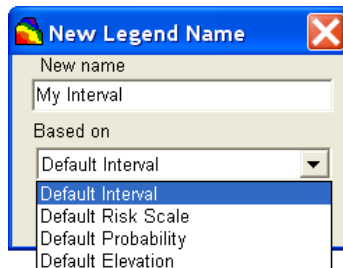 New Legend Name
New name
My Interval
Based on
Default Interval
Default Interval
Default Risk Scale
Default Probability
Default Elevation